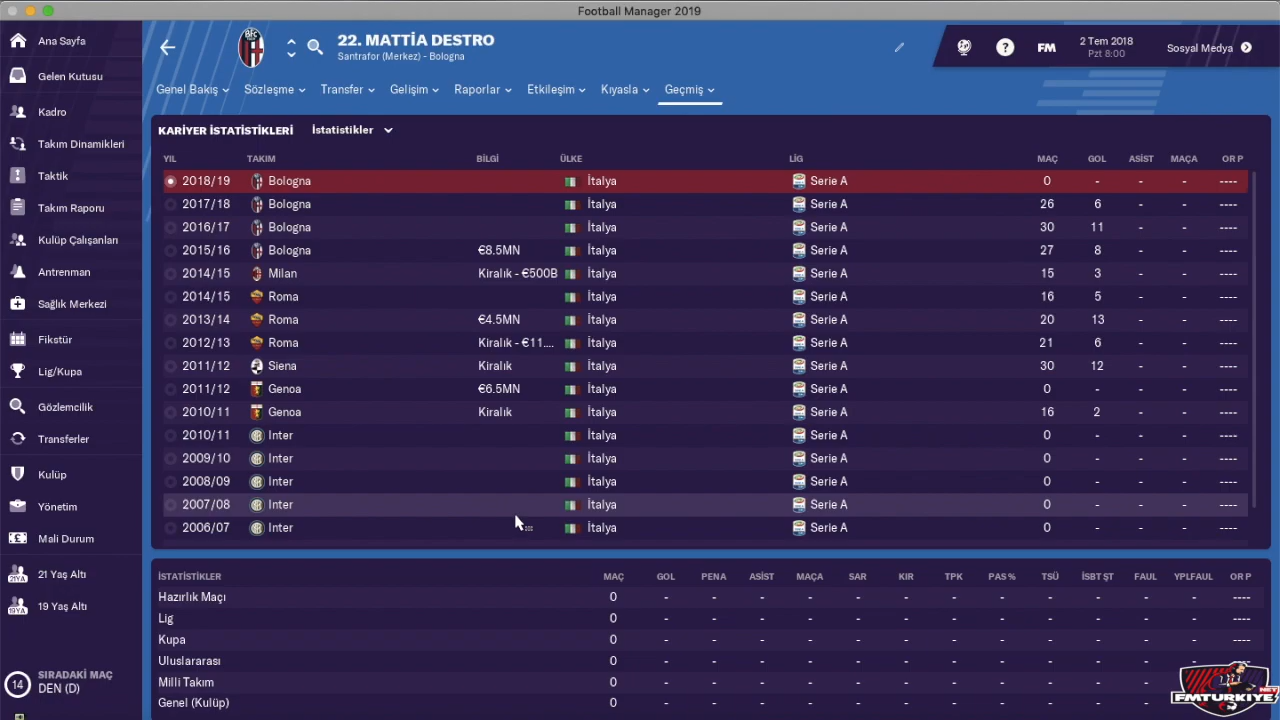 Football Manager 2019
Ana Sayfa
Gelen Kutusu
Kadro
Takım Dinamikleri
Taktik
Takım Raporu
Kulüp Çalışanları
Antrenman
Sağlık Merkezi
Fikstür
Lig/Kupa
Gözlemcilik
Transferler
Kulüp
Yönetim
Mali Durum
21YA 21 Yaş Altı
19YA 19 Yaş Altı
14 SIRADAKİ MAÇ
DEN (D)
22. MATTİA DESTRO
Santrafor (Merkez) - Bologna
FM
2 Tem 2018
Pzt 8:00
Sosyal Medya
Genel Bakış Sözleşme Transfer Gelişim Raporlar Etkileşim Kıyasla Geçmiş
KARİYER İSTATİSTİKLERİ İstatistikler
YIL TAKIM BİLGİ ÜLKE LİG MAÇ GOL ASİST MAÇA OR P
2018/19 Bologna İtalya Serie A 0 - - - ----
2017/18 Bologna İtalya Serie A 26 6 - - ----
2016/17 Bologna İtalya Serie A 30 11 - - ----
2015/16 Bologna €8.5MN İtalya Serie A 27 8 - - ----
2014/15 Milan Kiralık - €500B İtalya Serie A 15 3 - - ----
2014/15 Roma İtalya Serie A 16 5 - - ----
2013/14 Roma €4.5MN İtalya Serie A 20 13 - - ----
2012/13 Roma Kiralık - €11.... İtalya Serie A 21 6 - - ----
2011/12 Siena Kiralık İtalya Serie A 30 12 - - ----
2011/12 Genoa €6.5MN İtalya Serie A 0 - - - ----
2010/11 Genoa Kiralık İtalya Serie A 16 2 - - ----
2010/11 Inter İtalya Serie A 0 - - - ----
2009/10 Inter İtalya Serie A 0 - - - ----
2008/09 Inter İtalya Serie A 0 - - - ----
2007/08 Inter İtalya Serie A 0 - - - ----
2006/07 Inter İtalya Serie A 0 - - - ----
İSTATİSTİKLER MAÇ GOL PENA ASİST MAÇA SAR KIR TPK PAS % TSÜ İSBT ŞT FAUL YPLFAUL OR P
Hazırlık Maçı 0 - - - - - - - - - - - - ----
Lig 0 - - - - - - - - - - - - ----
Kupa 0 - - - - - - - - - - - - ----
Uluslararası 0 - - - - - - - - - - - - ----
Milli Takım 0 - - - - - - - - - - - - ----
Genel (Kulüp) 0 - - - - - - - - - - - - ----
FMTURKIYE.NET